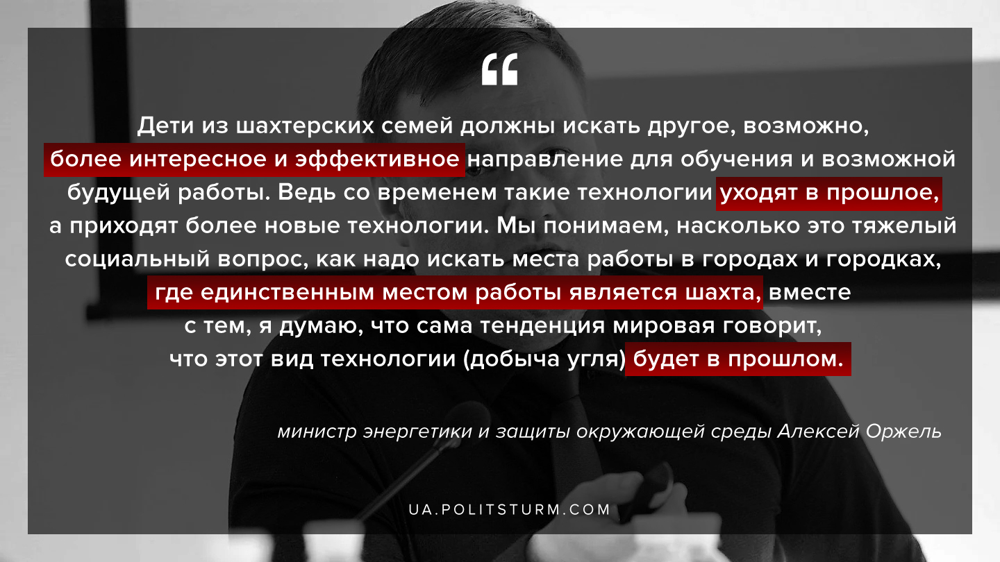 “
Дети из шахтерских семей должны искать другое, возможно,
более интересное и эффективное направление для обучения и возможной
будущей работы. Ведь со временем такие технологии уходят в прошлое,
а приходят более новые технологии. Мы понимаем, насколько это тяжелый
социальный вопрос, как надо искать места работы в городах и городках,
где единственным местом работы является шахта, вместе
с тем, я думаю, что сама тенденция мировая говорит,
что этот вид технологии (добыча угля) будет в прошлом.
министр энергетики и защиты окружающей среды Алексей Оржель
UA.POLITSTURM.COM